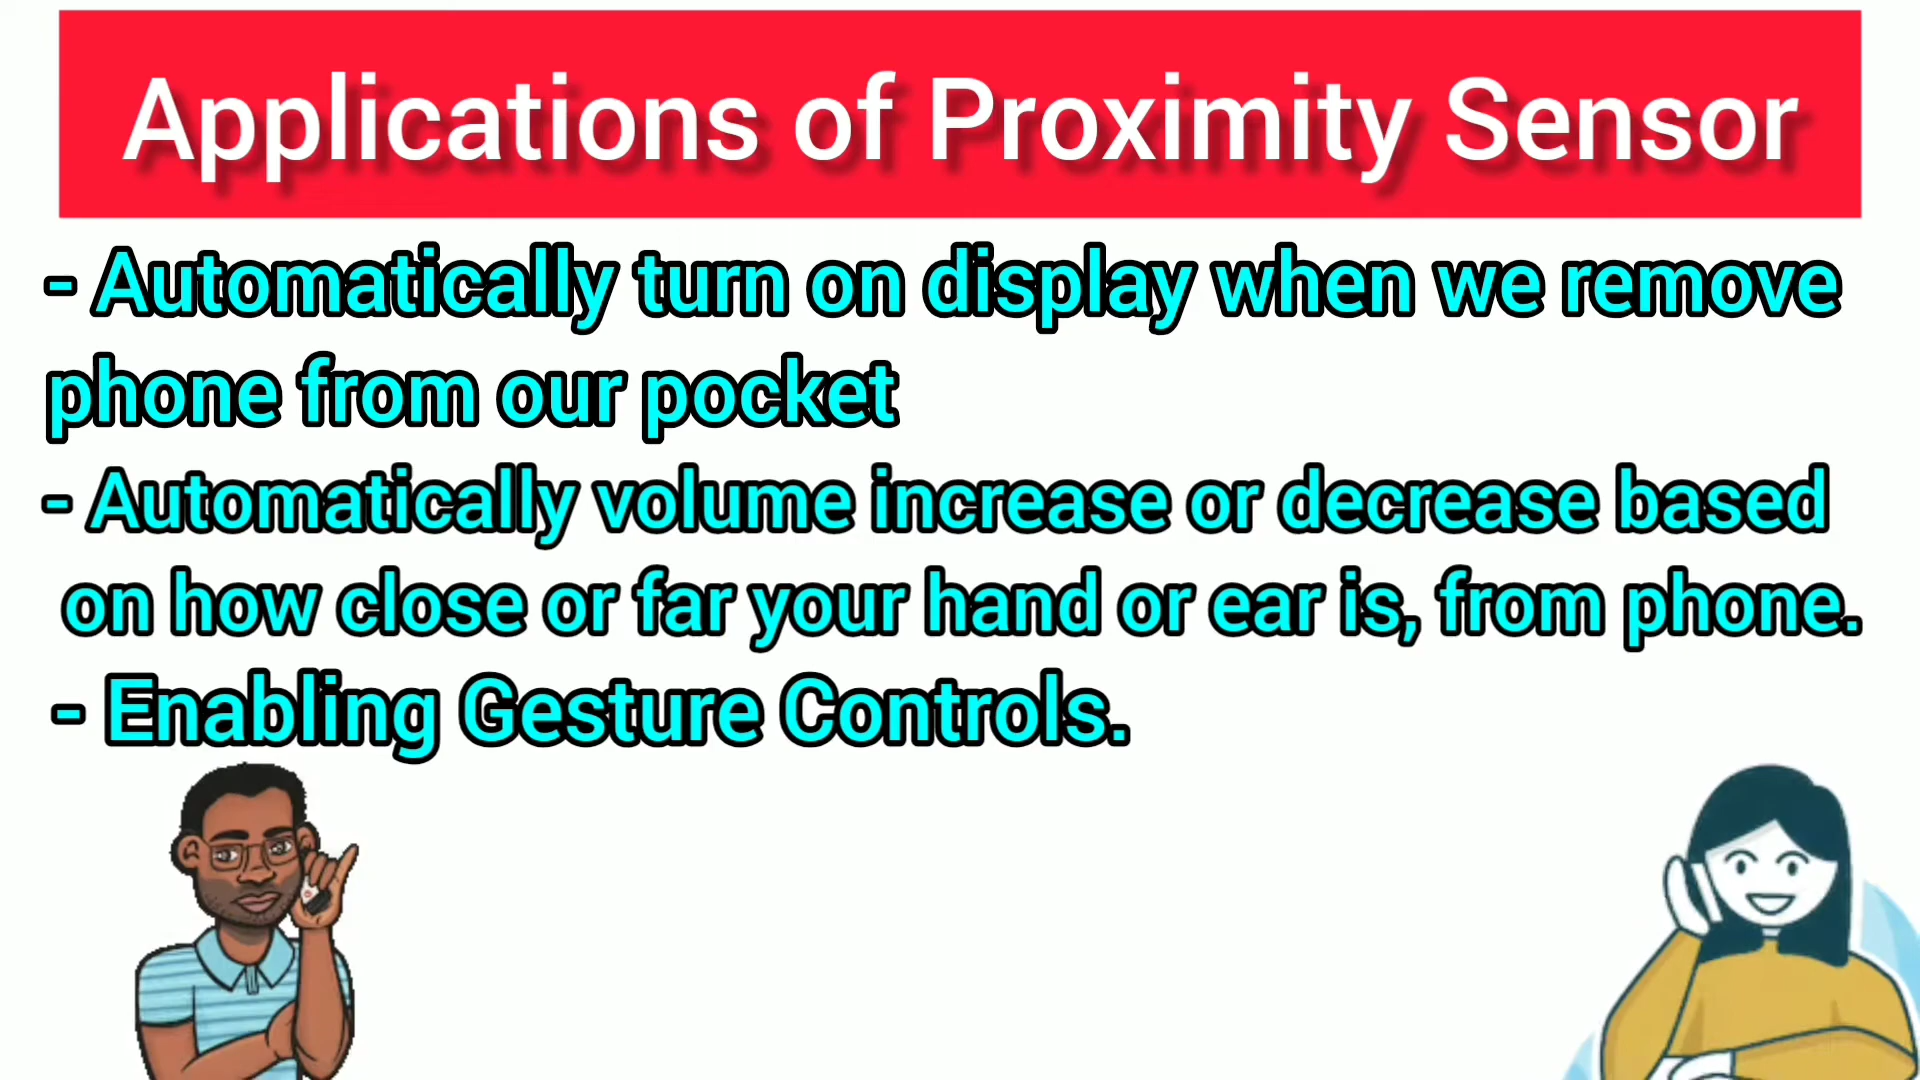 Applications of Proximity Sensor
- Automatically turn on display when we remove
phone from our pocket
- Automatically volume increase or decrease based
on how close or far your hand or ear is, from phone.
- Enabling Gesture Controls.